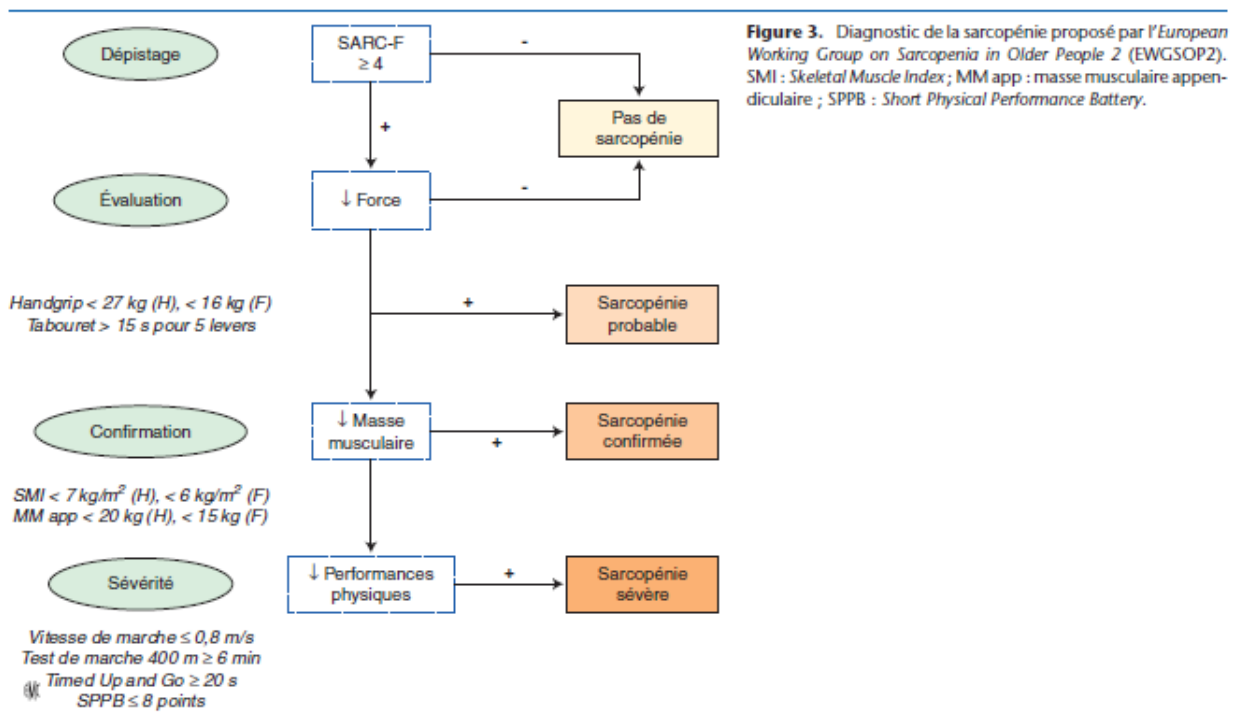 Figure 3. Diagnostic de la sarcopénie proposé par l'European
Working Group on Sarcopenia in Older People 2 (EWGSOP2).
SMI : Skeletal Muscle Index ; MM app : masse musculaire appen-
diculaire ; SPPB : Short Physical Performance Battery.
Dépistage
SARC-F
≥ 4
-
+
Pas de
sarcopénie
Évaluation
↓ Force
-
Handgrip < 27 kg (H), < 16 kg (F)
Tabouret > 15 s pour 5 levers
+
Sarcopénie
probable
Confirmation
↓ Masse
musculaire
+
Sarcopénie
confirmée
SMI < 7 kg/m² (H), < 6 kg/m² (F)
MM app < 20 kg (H), < 15 kg (F)
Sévérité
↓ Performances
physiques
+
Sarcopénie
sévère
Vitesse de marche ≤ 0,8 m/s
Test de marche 400 m ≥ 6 min
Timed Up and Go ≥ 20 s
SPPB ≤ 8 points